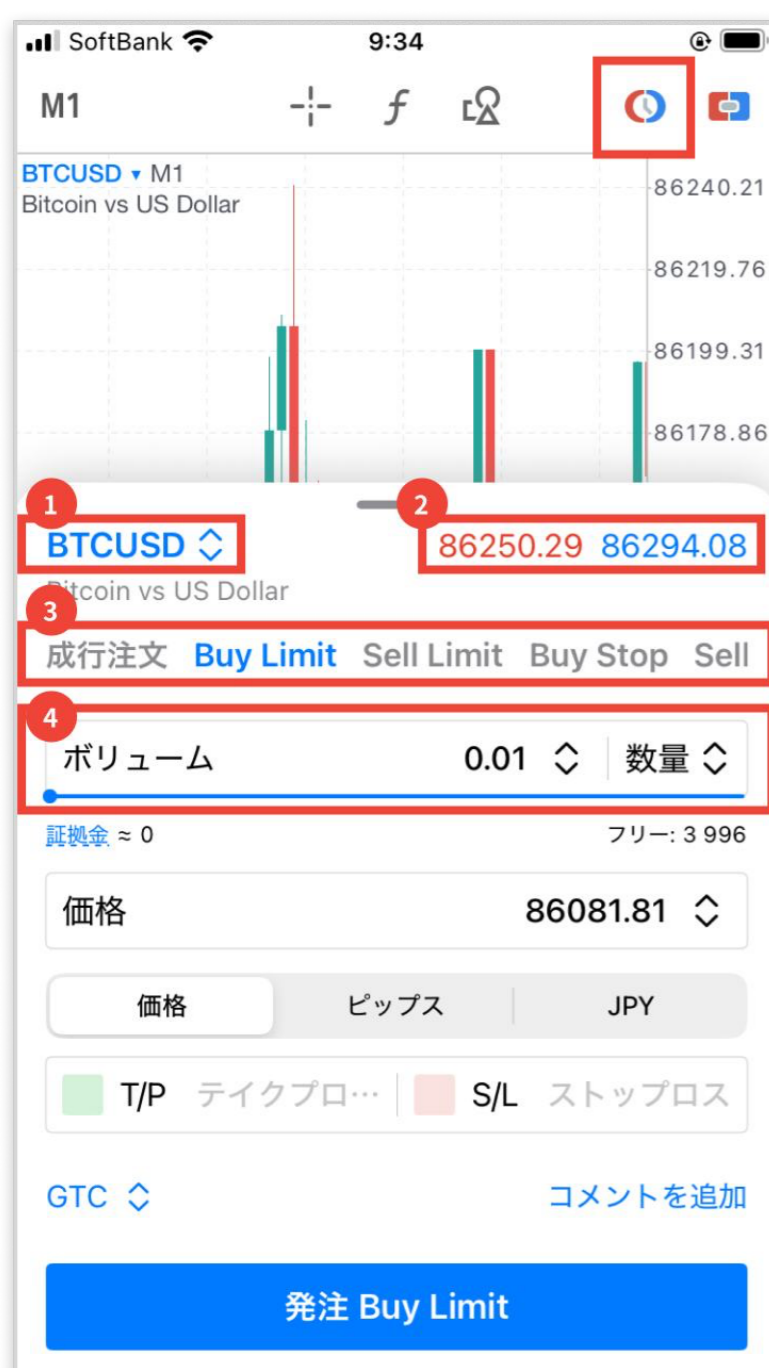 SoftBank 9:34
M1 f
BTCUSD ▾ M1
Bitcoin vs US Dollar
86240.21
86219.76
86199.31
86178.86
1 2
BTCUSD 86250.29 86294.08
Bitcoin vs US Dollar
3
成行注文 Buy Limit Sell Limit Buy Stop Sell
4
ボリューム 0.01 数量
証拠金 ≈ 0 フリー: 3 996
価格 86081.81
価格 ピップス JPY
T/P テイクプロ… S/L ストップロス
GTC コメントを追加
発注 Buy Limit